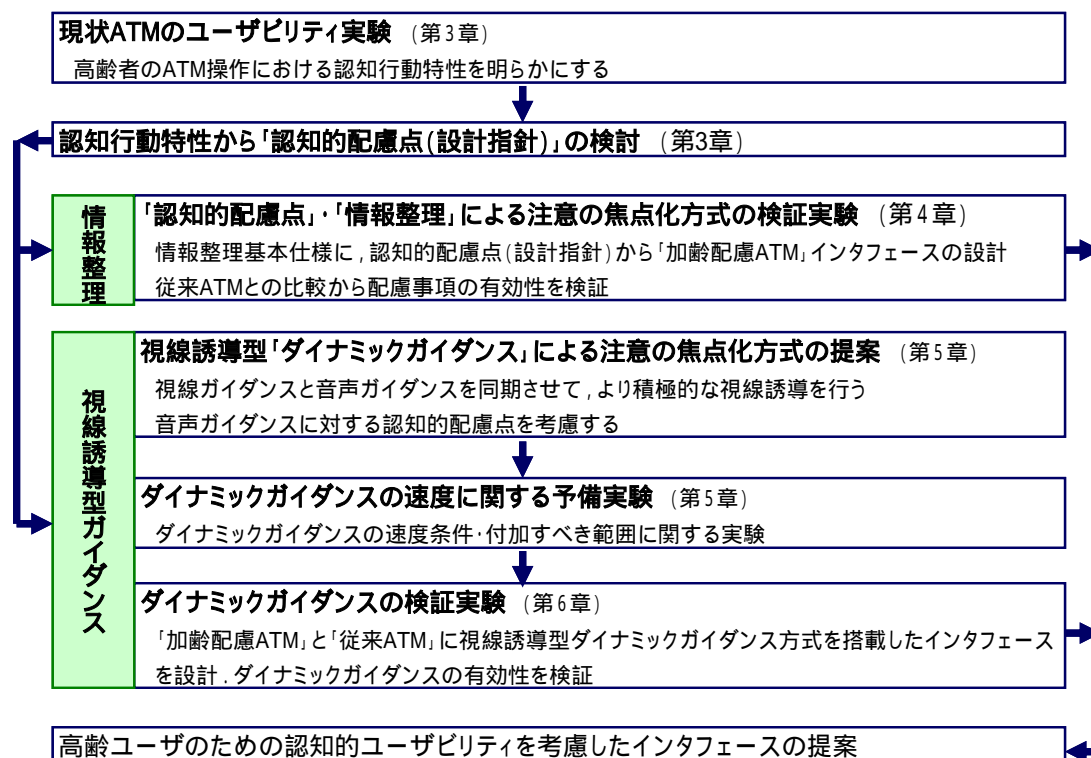 現状ATMのユーザビリティ実験 (第3章)
高齢者のATM操作における認知行動特性を明らかにする
認知行動特性から「認知的配慮点(設計指針)」の検討 (第3章)
情報整理
「認知的配慮点」・「情報整理」による注意の焦点化方式の検証実験 (第4章)
情報整理基本仕様に,認知的配慮点(設計指針)から「加齢配慮ATM」インタフェースの設計
従来ATMとの比較から配慮事項の有効性を検証
視線誘導型ガイダンス
視線誘導型「ダイナミックガイダンス」による注意の焦点化方式の提案 (第5章)
視線ガイダンスと音声ガイダンスを同期させて,より積極的な視線誘導を行う
音声ガイダンスに対する認知的配慮点を考慮する
ダイナミックガイダンスの速度に関する予備実験 (第5章)
ダイナミックガイダンスの速度条件・付加すべき範囲に関する実験
ダイナミックガイダンスの検証実験 (第6章)
「加齢配慮ATM」と「従来ATM」に視線誘導型ダイナミックガイダンス方式を搭載したインタフェース
を設計.ダイナミックガイダンスの有効性を検証
高齢ユーザのための認知的ユーザビリティを考慮したインタフェースの提案